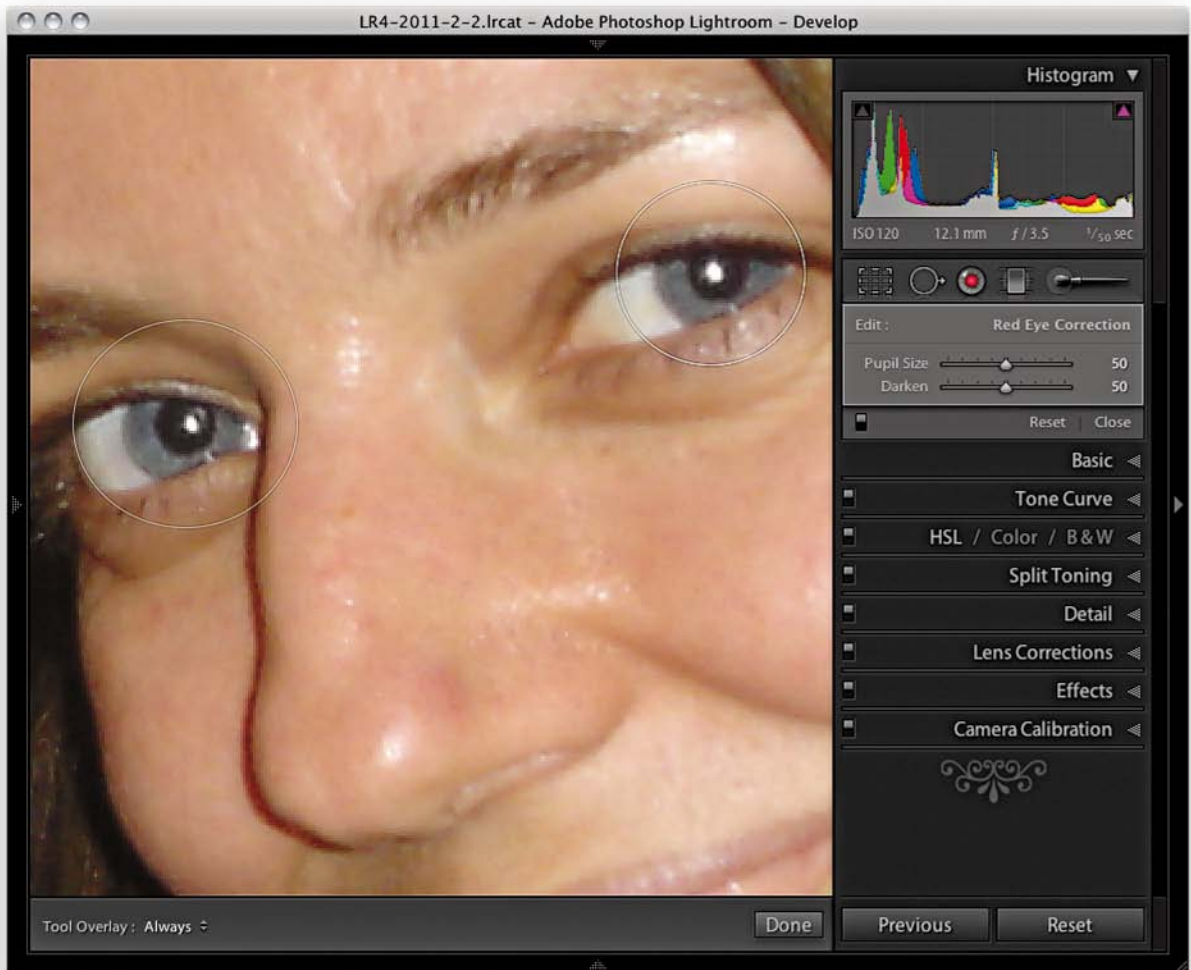 LR4-2011-2-2.lrcat – Adobe Photoshop Lightroom – Develop
Histogram
ISO 120 12.1 mm ƒ / 3.5 1/50 sec
Edit : Red Eye Correction
Pupil Size 50
Darken 50
Reset Close
Basic
Tone Curve
HSL / Color / B & W
Split Toning
Detail
Lens Corrections
Effects
Camera Calibration
Tool Overlay : Always Done Previous Reset